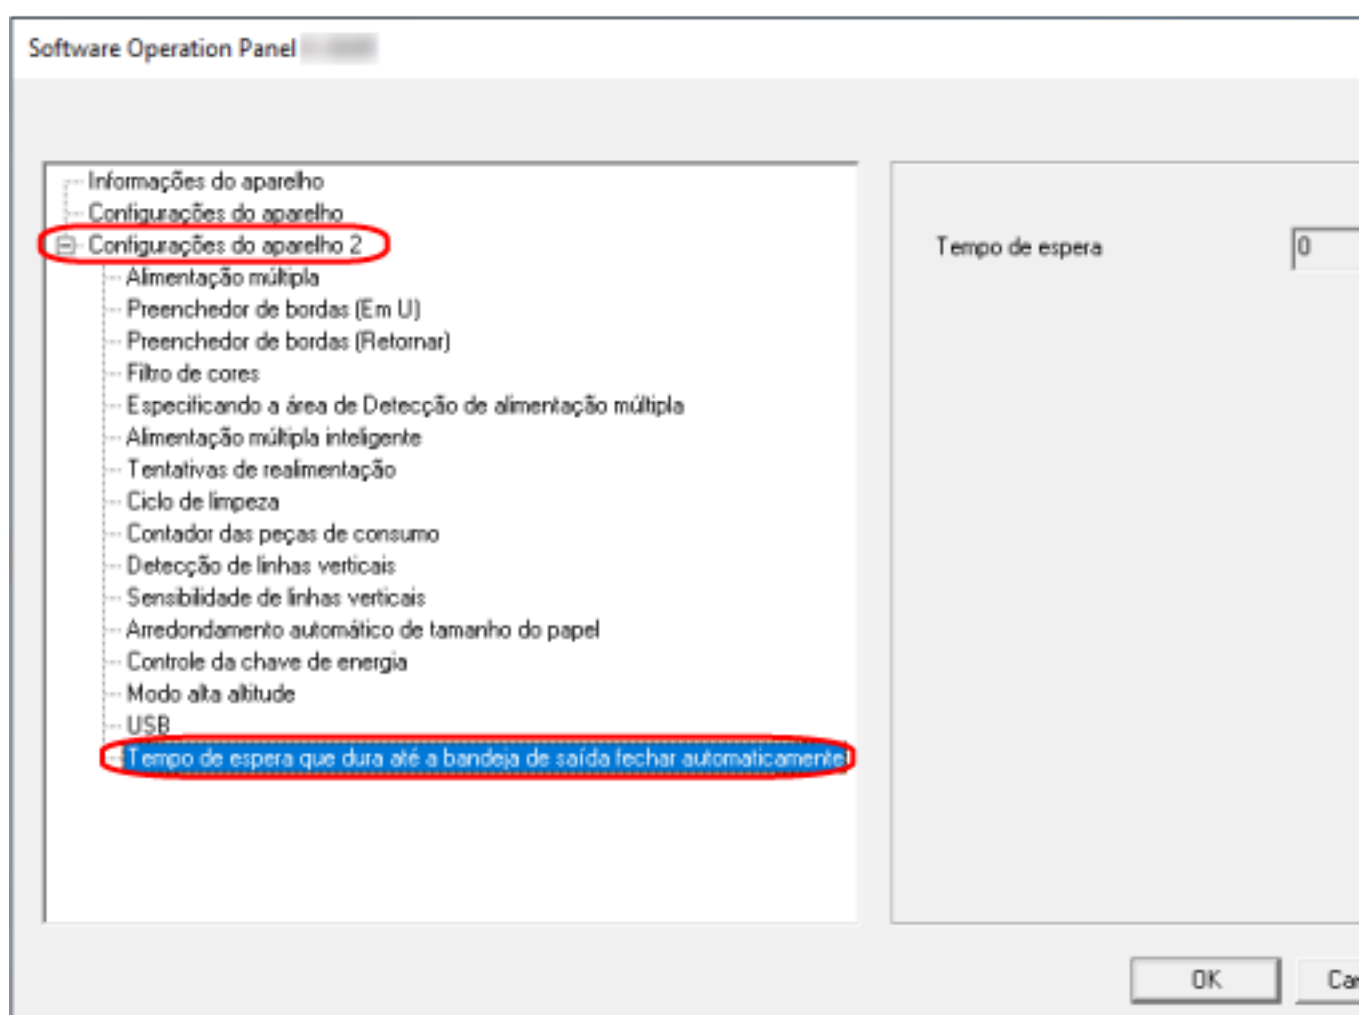 Software Operation Panel
Informações do aparelho
Configurações do aparelho
Configurações do aparelho 2
Alimentação múltipla
Preenchedor de bordas (Em U)
Preenchedor de bordas (Retornar)
Filtro de cores
Especificando a área de Detecção de alimentação múltipla
Alimentação múltipla inteligente
Tentativas de realimentação
Ciclo de limpeza
Contador das peças de consumo
Detecção de linhas verticais
Sensibilidade de linhas verticais
Arredondamento automático de tamanho do papel
Controle da chave de energia
Modo alta altitude
USB
Tempo de espera que dura até a bandeja de saída fechar automaticamente
Tempo de espera 0
OK